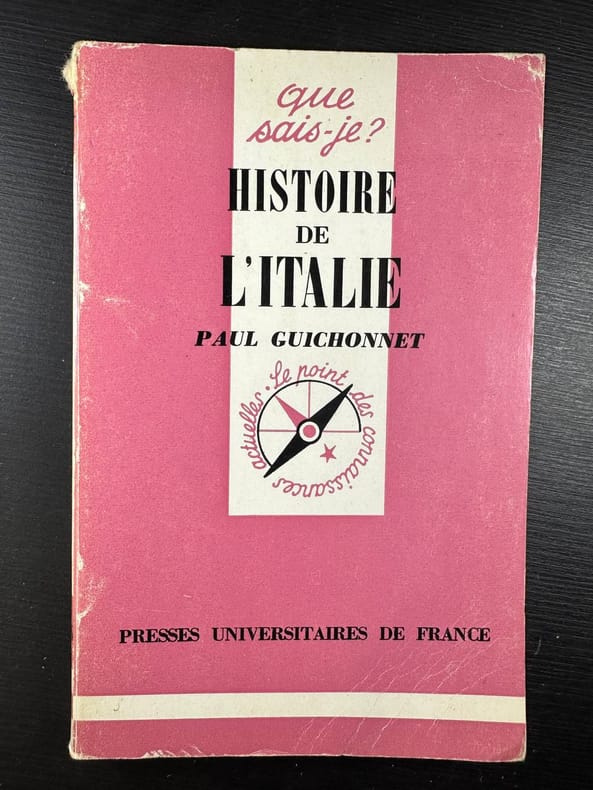 que
sais-je?
HISTOIRE
DE
L'ITALIE
PAUL GUICHONNET
Le point des connaissances actuelles.
PRESSES UNIVERSITAIRES DE FRANCE